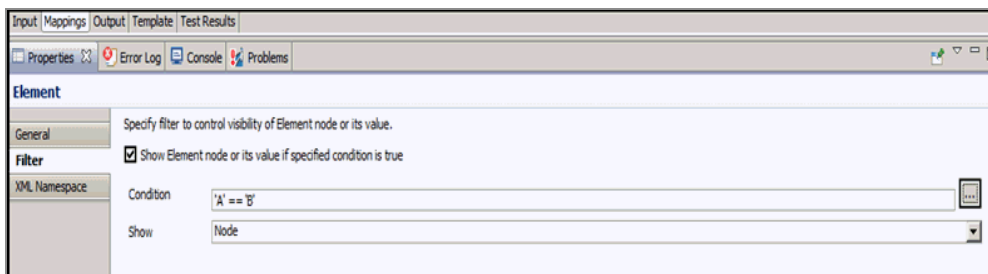 Input Mappings Output Template Test Results
Properties Error Log Console Problems
Element
General
Filter
XML Namespace
Specify filter to control visibility of Element node or its value.
Show Element node or its value if specified condition is true
Condition 'A' == 'B' ...
Show Node